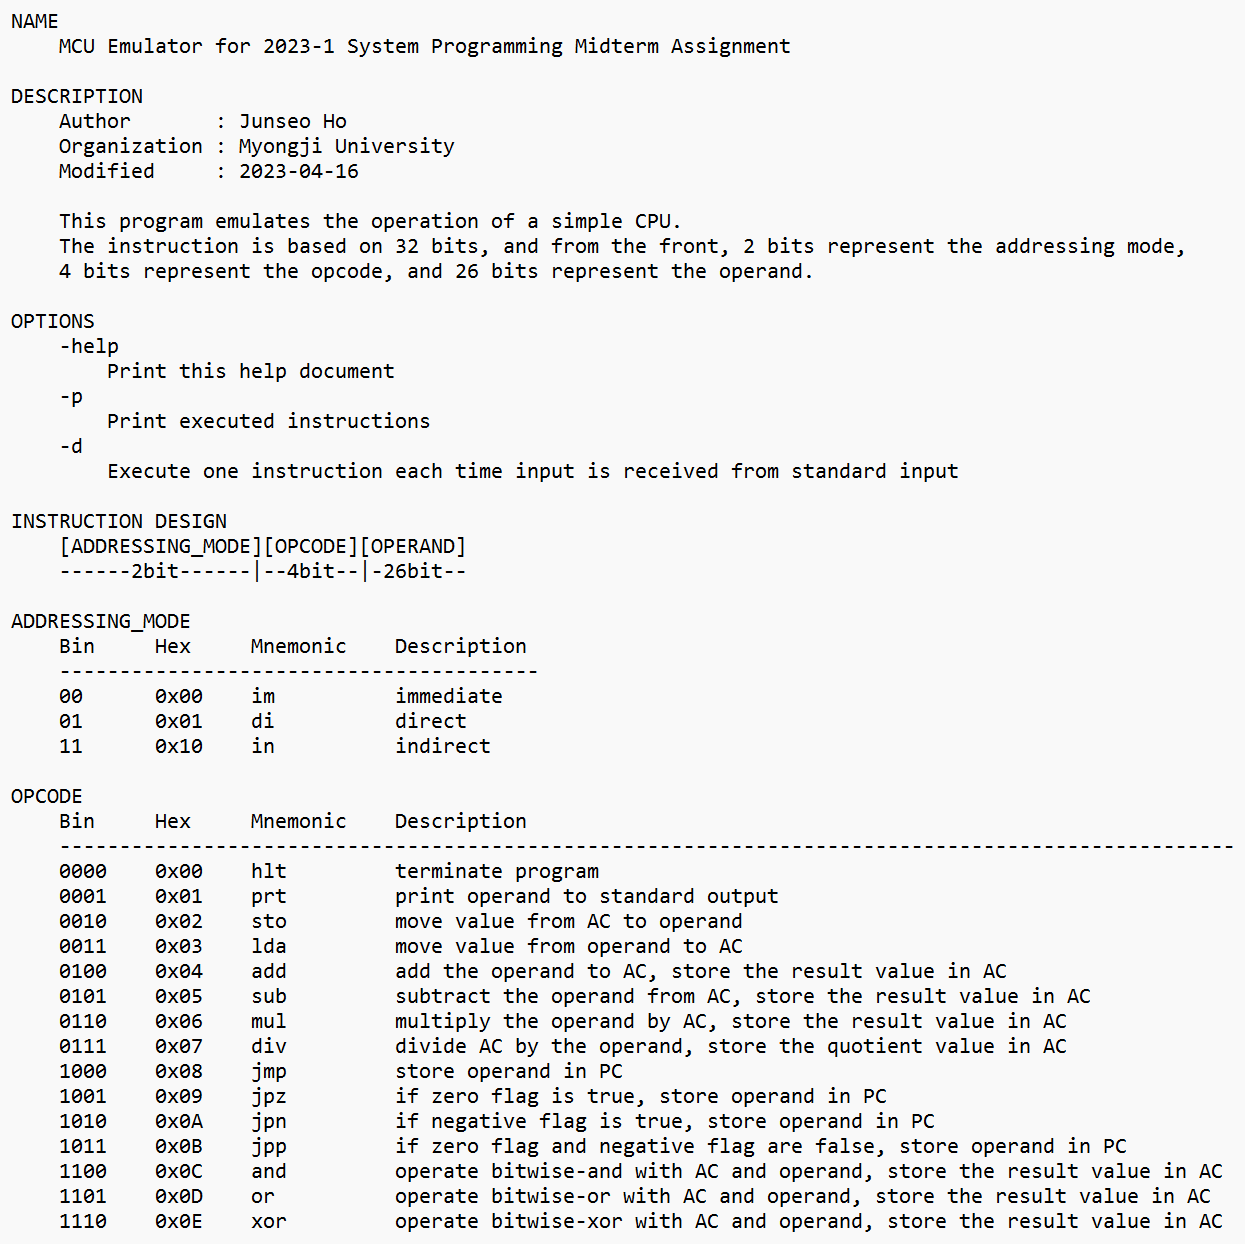 NAME
    MCU Emulator for 2023-1 System Programming Midterm Assignment

DESCRIPTION
    Author       : Junseo Ho
    Organization : Myongji University
    Modified     : 2023-04-16

    This program emulates the operation of a simple CPU.
    The instruction is based on 32 bits, and from the front, 2 bits represent the addressing mode,
    4 bits represent the opcode, and 26 bits represent the operand.

OPTIONS
    -help
        Print this help document
    -p
        Print executed instructions
    -d
        Execute one instruction each time input is received from standard input

INSTRUCTION DESIGN
    [ADDRESSING_MODE][OPCODE][OPERAND]
    ------2bit------|--4bit--|-26bit--

ADDRESSING_MODE
    Bin     Hex     Mnemonic    Description
    ----------------------------------------
    00      0x00    im          immediate
    01      0x01    di          direct
    11      0x10    in          indirect

OPCODE
    Bin     Hex     Mnemonic    Description
    --------------------------------------------------------------------------------------------------
    0000    0x00    hlt         terminate program
    0001    0x01    prt         print operand to standard output
    0010    0x02    sto         move value from AC to operand
    0011    0x03    lda         move value from operand to AC
    0100    0x04    add         add the operand to AC, store the result value in AC
    0101    0x05    sub         subtract the operand from AC, store the result value in AC
    0110    0x06    mul         multiply the operand by AC, store the result value in AC
    0111    0x07    div         divide AC by the operand, store the quotient value in AC
    1000    0x08    jmp         store operand in PC
    1001    0x09    jpz         if zero flag is true, store operand in PC
    1010    0x0A    jpn         if negative flag is true, store operand in PC
    1011    0x0B    jpp         if zero flag and negative flag are false, store operand in PC
    1100    0x0C    and         operate bitwise-and with AC and operand, store the result value in AC
    1101    0x0D    or          operate bitwise-or with AC and operand, store the result value in AC
    1110    0x0E    xor         operate bitwise-xor with AC and operand, store the result value in AC